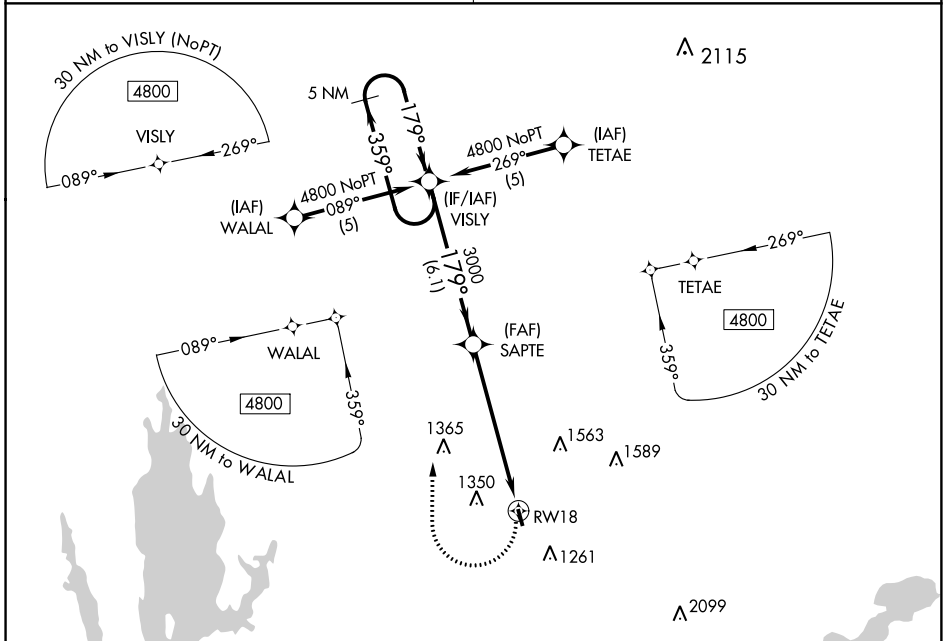 30 NM to VISLY (NoPT)
4800
VISLY
089°
269°
2115
5 NM
359°
179°
4800 NoPT
269°
(5)
(IAF)
TETAE
4800 NoPT
089°
(5)
(IAF)
WALAL
(IF/IAF)
VISLY
3000
179°
(6.1)
(FAF)
SAPTE
269°
TETAE
4800
359°
30 NM to TETAE
089°
WALAL
4800
359°
30 NM to WALAL
1365
1563
1589
1350
RW18
1261
2099